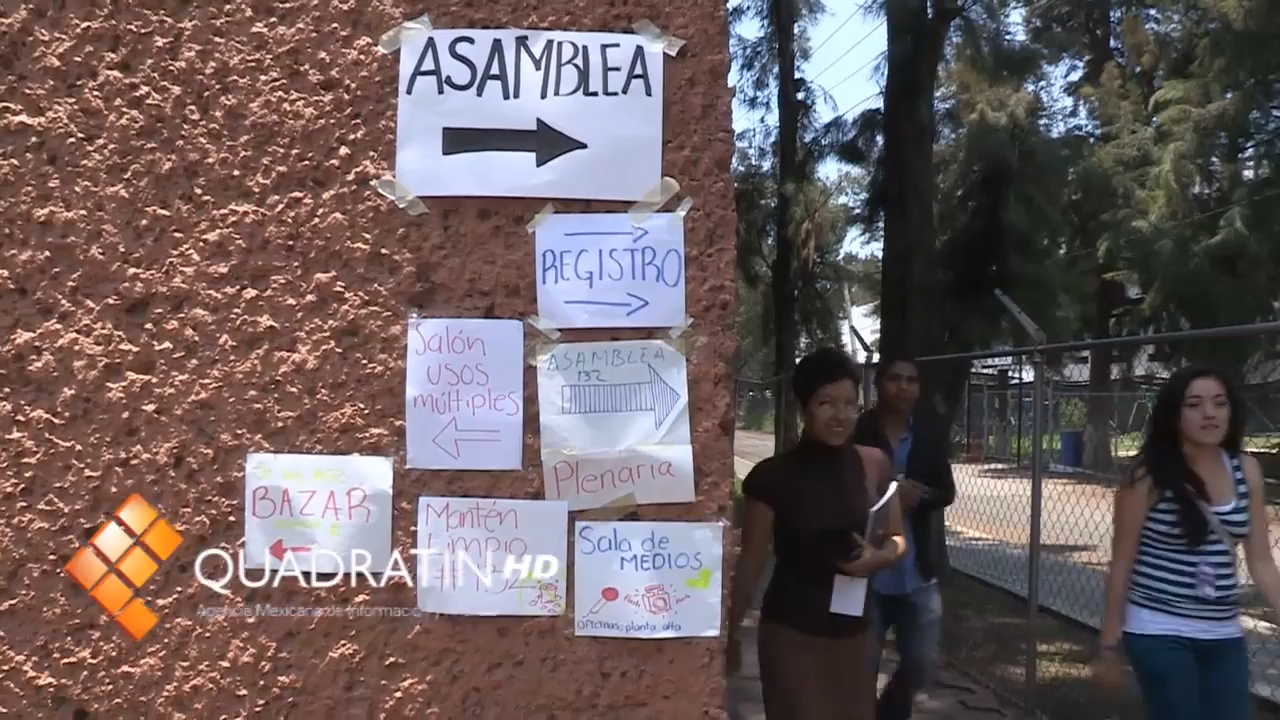 ASAMBLEA
REGISTRO
Salón
usos
múltiples
ASAMBLEA
132
Plenaria
BAZAR
Mantén
Limpio
Sala de
MEDIOS
oficinas planta alta
QUADRATIN HD
Agencia Mexicana de Informació